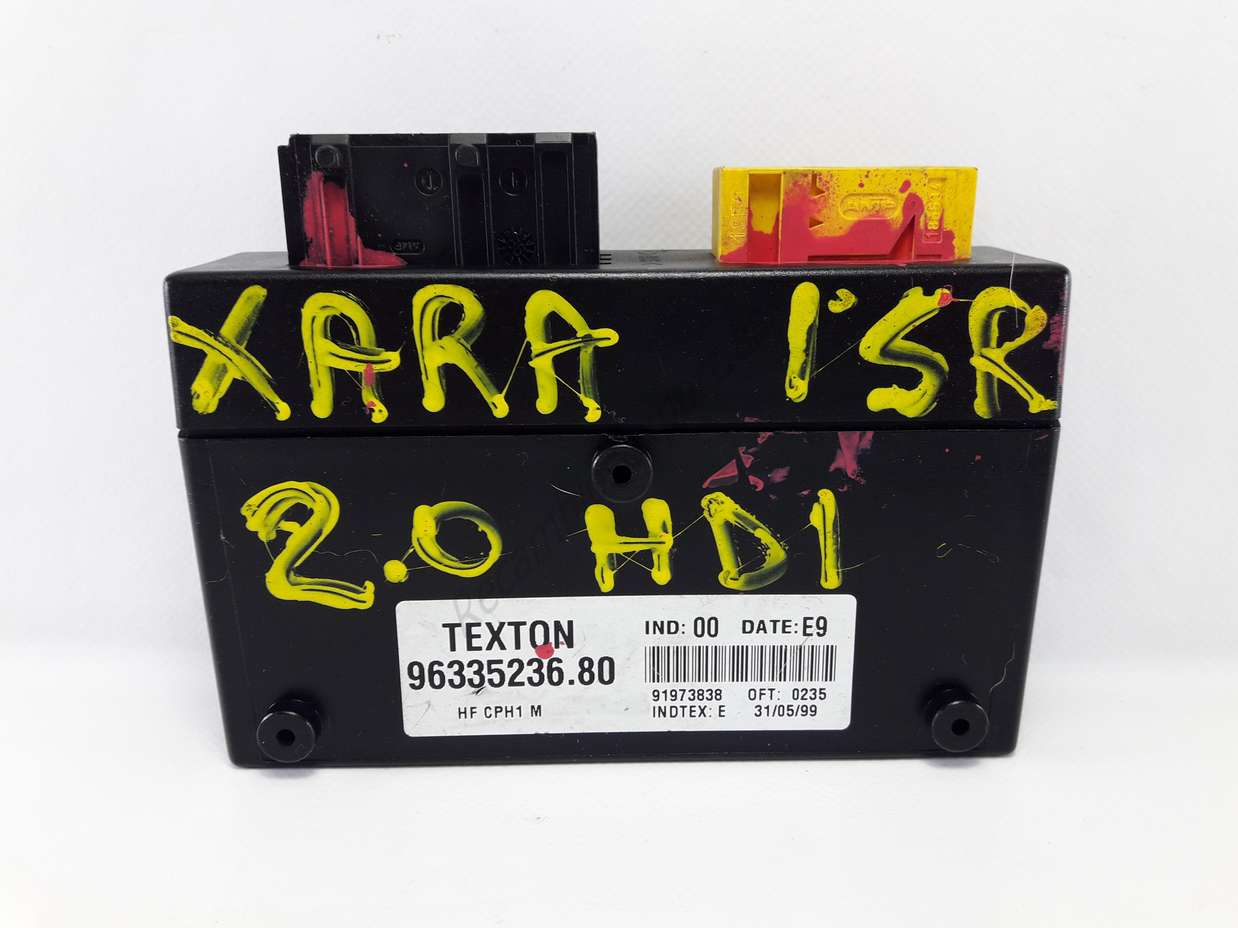 XARA 1'SR
2.0 HDI
TEXTON
96335236.80
HF CPH1 M
IND: 00 DATE: E9
91973838 OFT: 0235
INDTEX: E 31/05/99